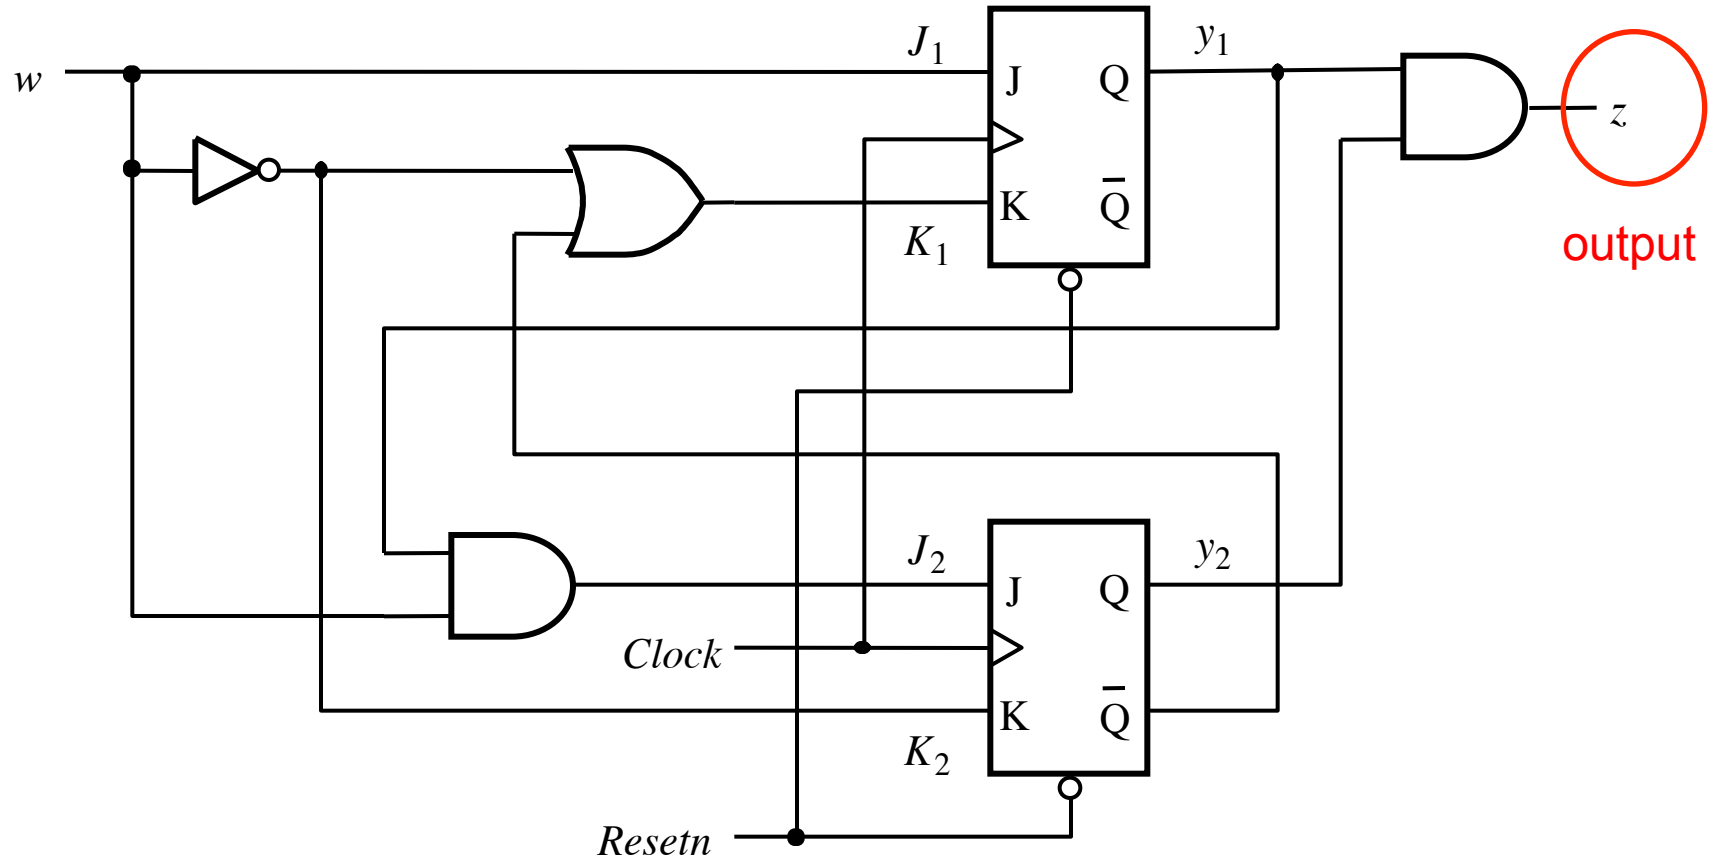 J₁
y₁
w
J
Q
z
K
Q̅
output
K₁
J₂
y₂
J
Q
Clock
K
Q̅
K₂
Resetn